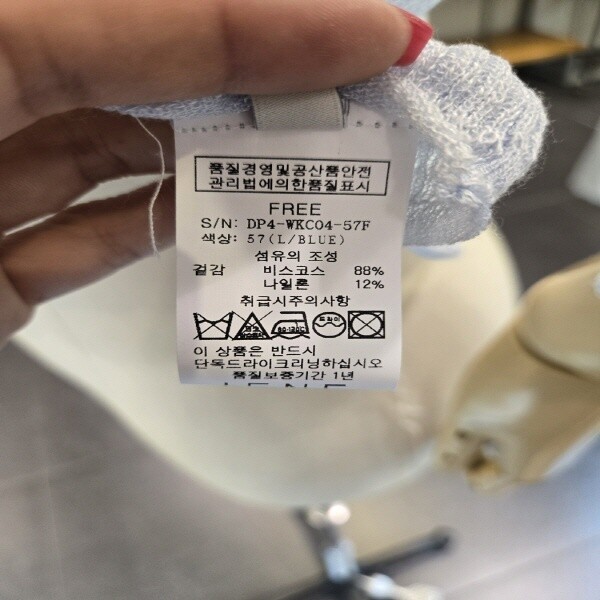 품질경영및공산품안전
관리법에의한품질표시
FREE
S/N: DP4-WKC04-57F
색상: 57(L/BLUE)
섬유의 조성
겉감 비스코스 88%
나일론 12%
취급시주의사항
드라이
이 상품은 반드시
단독드라이크리닝하십시오
품질보증기간 1년